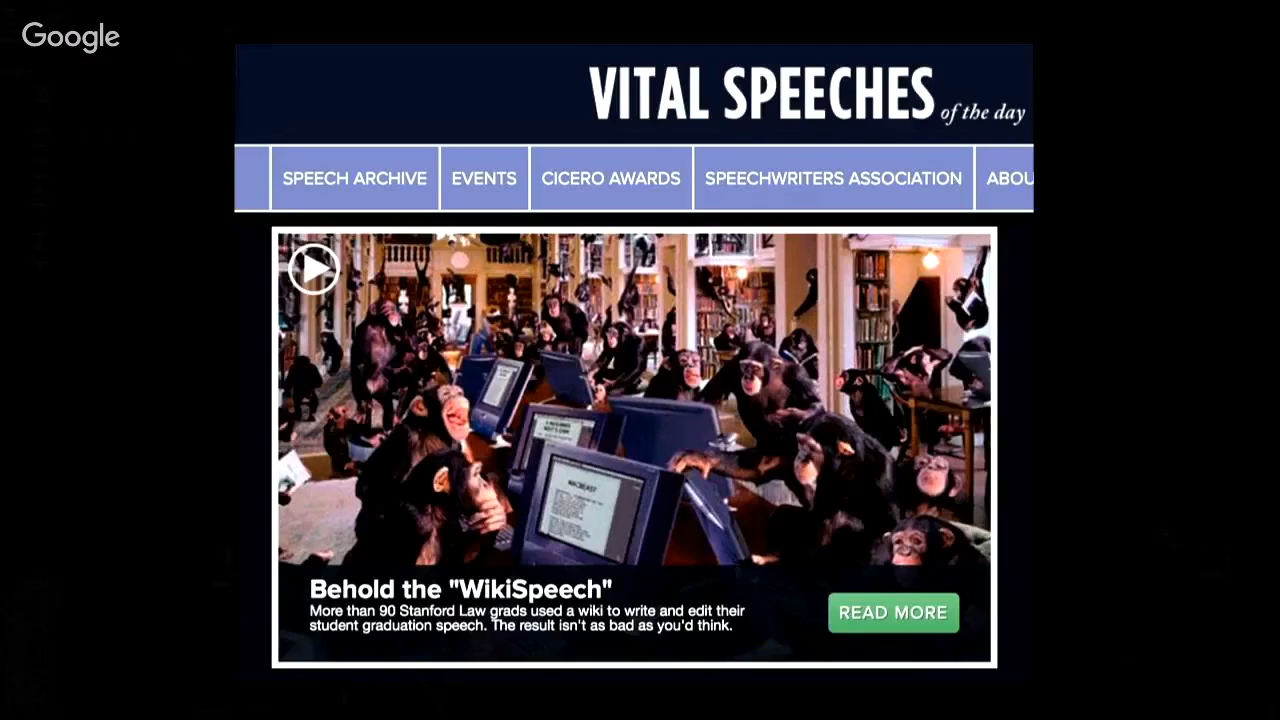 Google
VITAL SPEECHES of the day
SPEECH ARCHIVE
EVENTS
CICERO AWARDS
SPEECHWRITERS ASSOCIATION
ABOU
Behold the "WikiSpeech"
More than 90 Stanford Law grads used a wiki to write and edit their
student graduation speech. The result isn't as bad as you'd think.
READ MORE